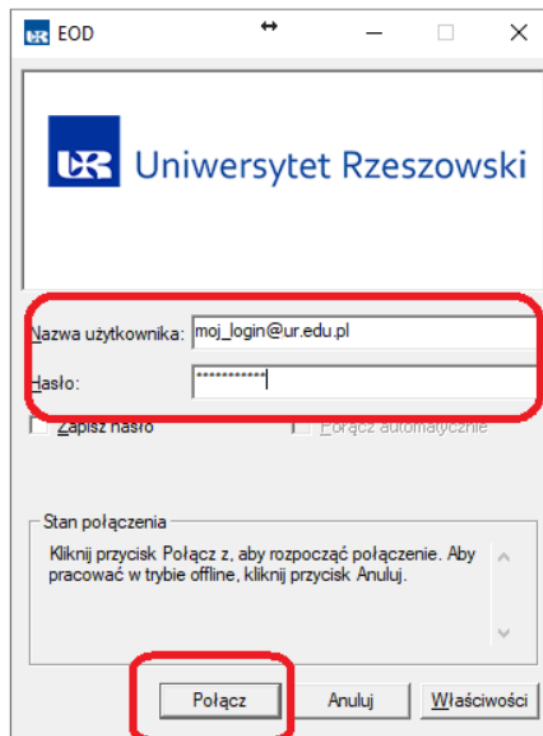 EOD
UR Uniwersytet Rzeszowski
Nazwa użytkownika: moj_login@ur.edu.pl
Hasło: ***********
Zapisz hasło Połącz automatycznie
Stan połączenia
Kliknij przycisk Połącz z, aby rozpocząć połączenie. Aby
pracować w trybie offline, kliknij przycisk Anuluj.
Połącz Anuluj Właściwości